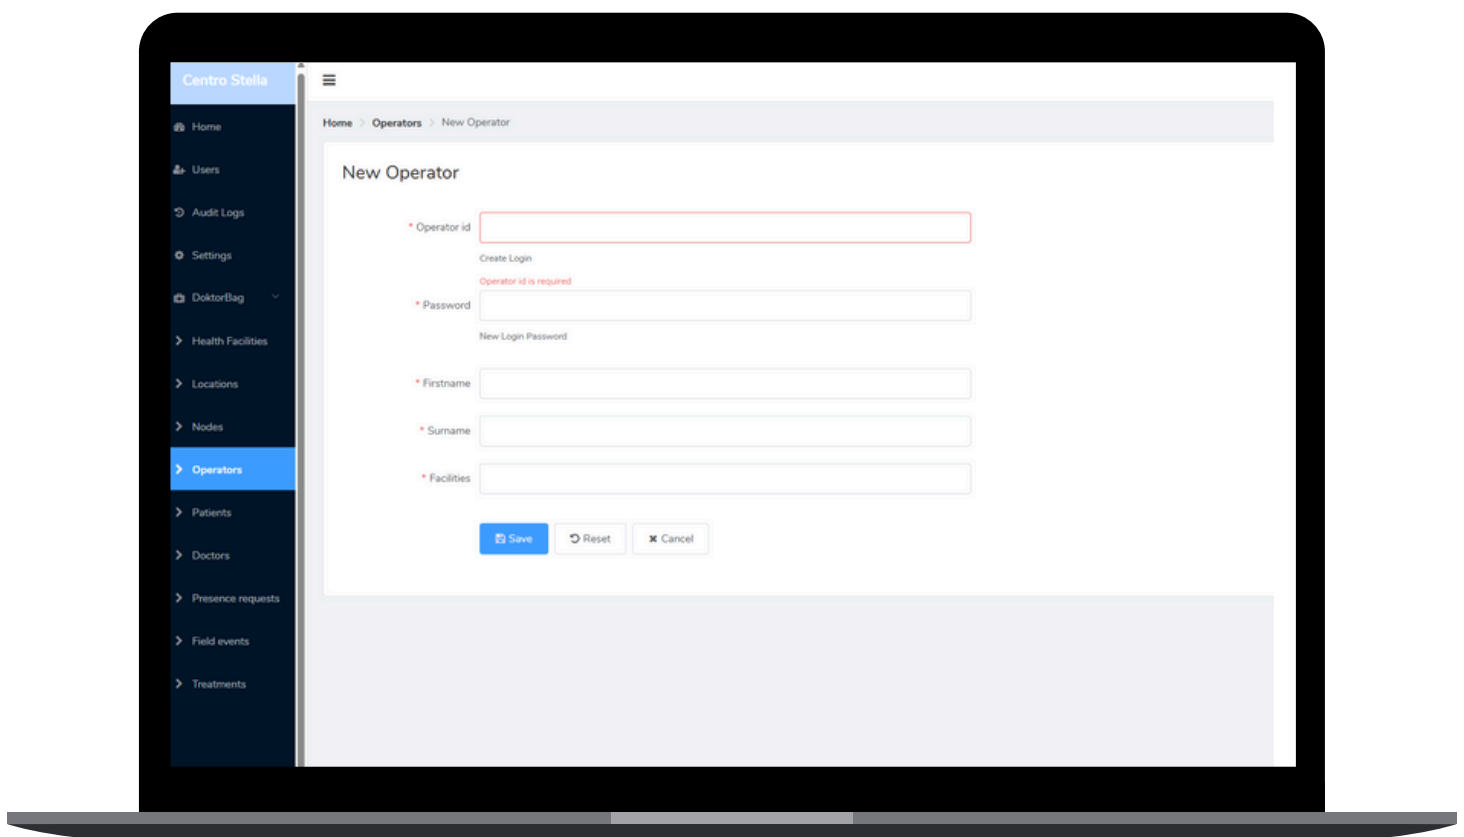 Centro Stella
Home
Users
Audit Logs
Settings
DoktorBag
Health Facilities
Locations
Nodes
Operators
Patients
Doctors
Presence requests
Field events
Treatments
Home > Operators > New Operator
New Operator
* Operator id
Create Login
Operator id is required
* Password
New Login Password
* Firstname
* Surname
* Facilities
Save Reset Cancel